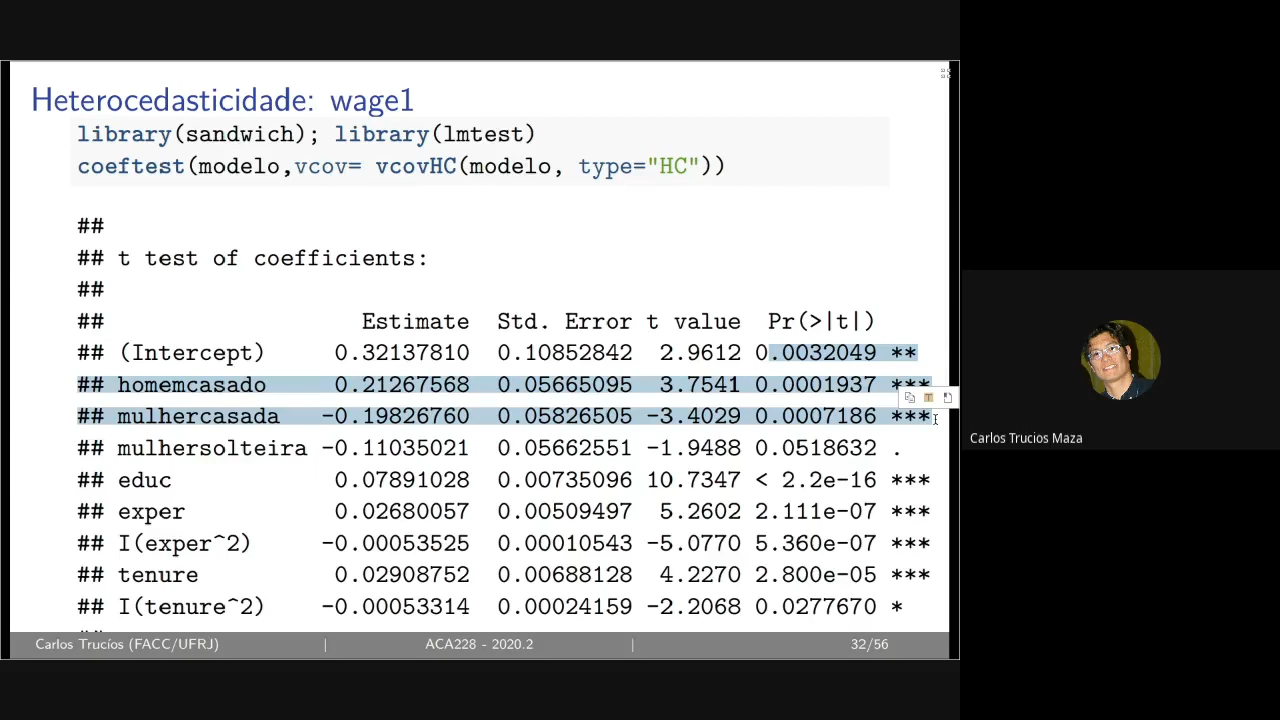 Heterocedasticidade: wage1
library(sandwich); library(lmtest)
coeftest(modelo,vcov= vcovHC(modelo, type="HC"))
##
## t test of coefficients:
##
## Estimate Std. Error t value Pr(>|t|)
## (Intercept) 0.32137810 0.10852842 2.9612 0.0032049 **
## homemcasado 0.21267568 0.05665095 3.7541 0.0001937 ***
## mulhercasada -0.19826760 0.05826505 -3.4029 0.0007186 ***
## mulhersolteira -0.11035021 0.05662551 -1.9488 0.0518632 .
## educ 0.07891028 0.00735096 10.7347 < 2.2e-16 ***
## exper 0.02680057 0.00509497 5.2602 2.111e-07 ***
## I(exper^2) -0.00053525 0.00010543 -5.0770 5.360e-07 ***
## tenure 0.02908752 0.00688128 4.2270 2.800e-05 ***
## I(tenure^2) -0.00053314 0.00024159 -2.2068 0.0277670 *
Carlos Trucíos (FACC/UFRJ) | ACA228 - 2020.2 | 32/56
Carlos Trucios Maza